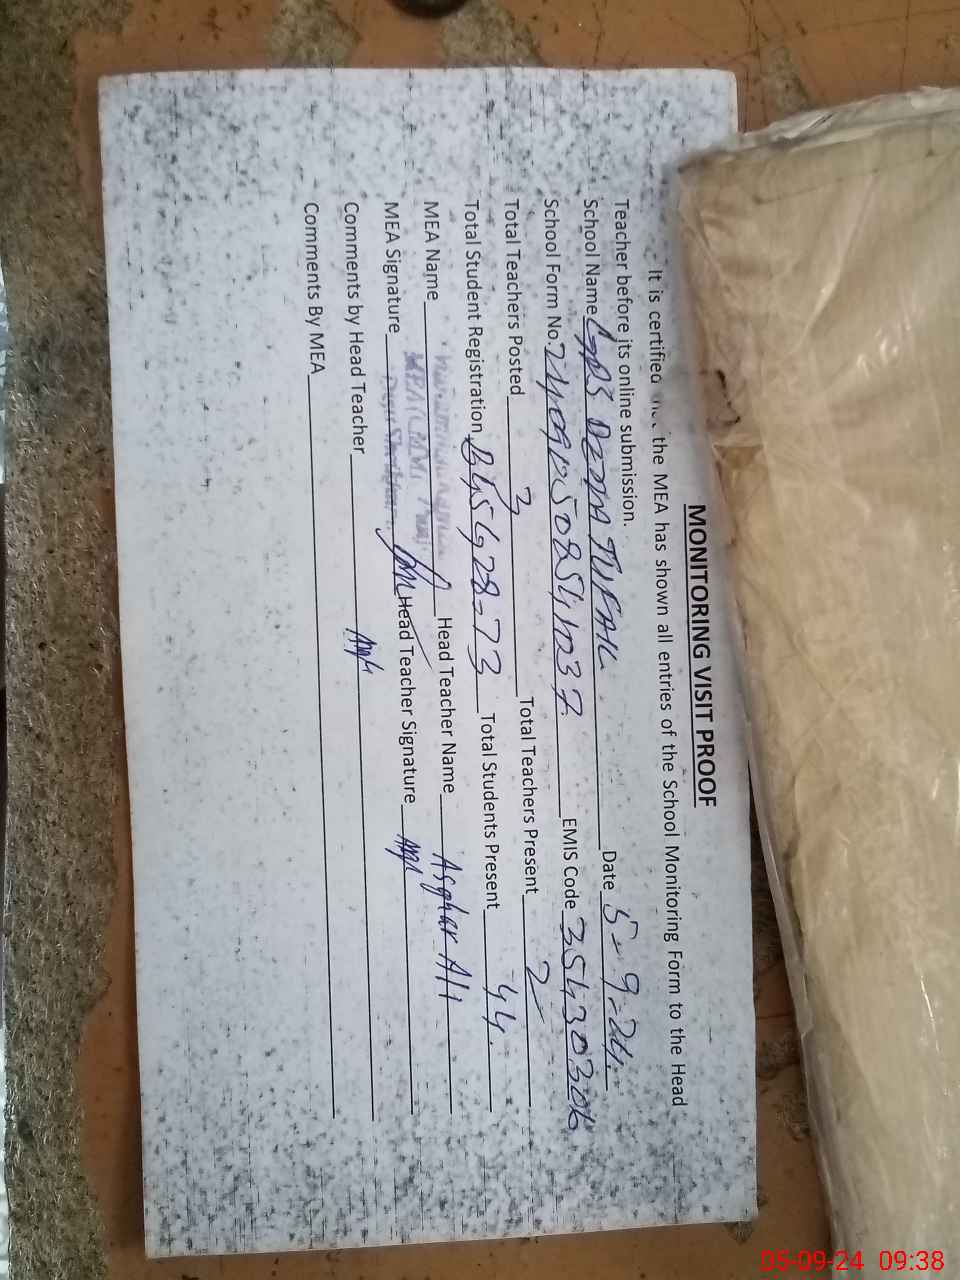 MONITORING VISIT PROOF
It is certified the MEA has shown all entries of the School Monitoring Form to the Head
Teacher before its online submission.
School Name GPS DERA TUFAIL Date 5-9-24
School Form No. EMIS Code 35430306
Total Teachers Posted Total Teachers Present 2
Total Student Registration Total Students Present 44
MEA Name Head Teacher Name Asghar Ali
MEA Signature Head Teacher Signature
Comments by Head Teacher
Comments By MEA
05-09-24 09:38